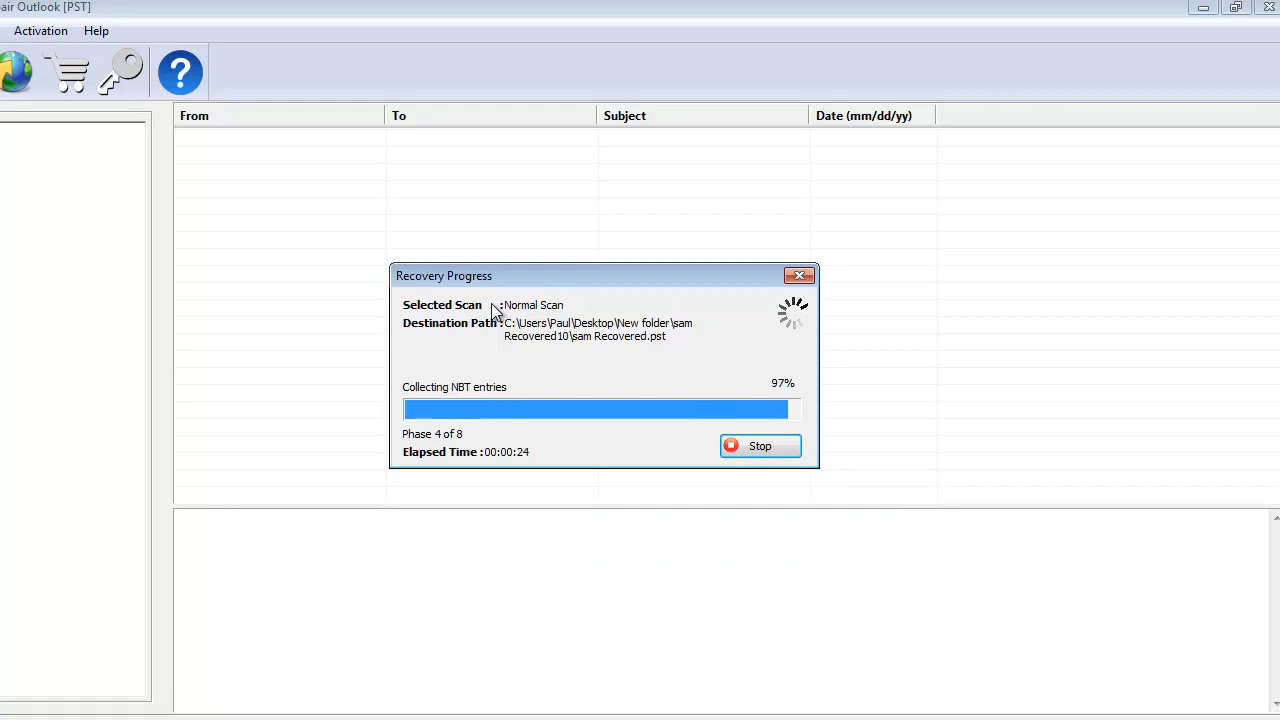 air Outlook [PST]
Activation Help
?
From To Subject Date (mm/dd/yy)
Recovery Progress
Selected Scan :Normal Scan
Destination Path :C:\Users\Paul\Desktop\New folder\sam
Recovered10\sam Recovered.pst
Collecting NBT entries 97%
Phase 4 of 8
Stop
Elapsed Time :00:00:24